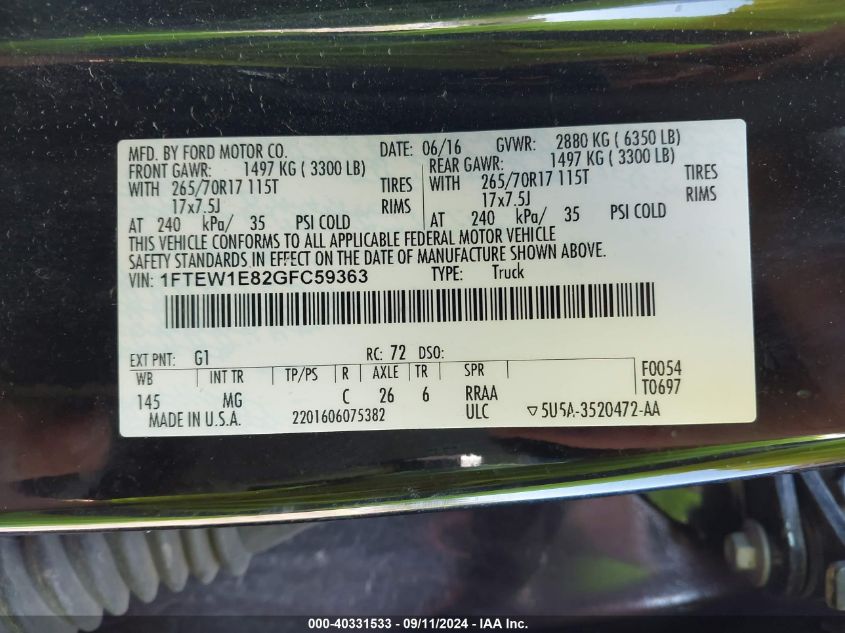 MFD. BY FORD MOTOR CO. DATE: 06/16 GVWR: 2880 KG ( 6350 LB)
FRONT GAWR: 1497 KG ( 3300 LB) REAR GAWR: 1497 KG ( 3300 LB)
WITH 265/70R17 115T TIRES WITH 265/70R17 115T TIRES
17x7.5J RIMS 17x7.5J RIMS
AT 240 kPa/ 35 PSI COLD AT 240 kPa/ 35 PSI COLD
THIS VEHICLE CONFORMS TO ALL APPLICABLE FEDERAL MOTOR VEHICLE
SAFETY STANDARDS IN EFFECT ON THE DATE OF MANUFACTURE SHOWN ABOVE.
VIN: 1FTEW1E82GFC59363 TYPE: Truck
EXT PNT: G1 RC: 72 DSO:
WB INT TR TP/PS R AXLE TR SPR F0054
145 MG C 26 6 RRAA T0697
MADE IN U.S.A. 2201606075382 ULC ▽5U5A-3520472-AA
000-40331533 - 09/11/2024 - IAA Inc.